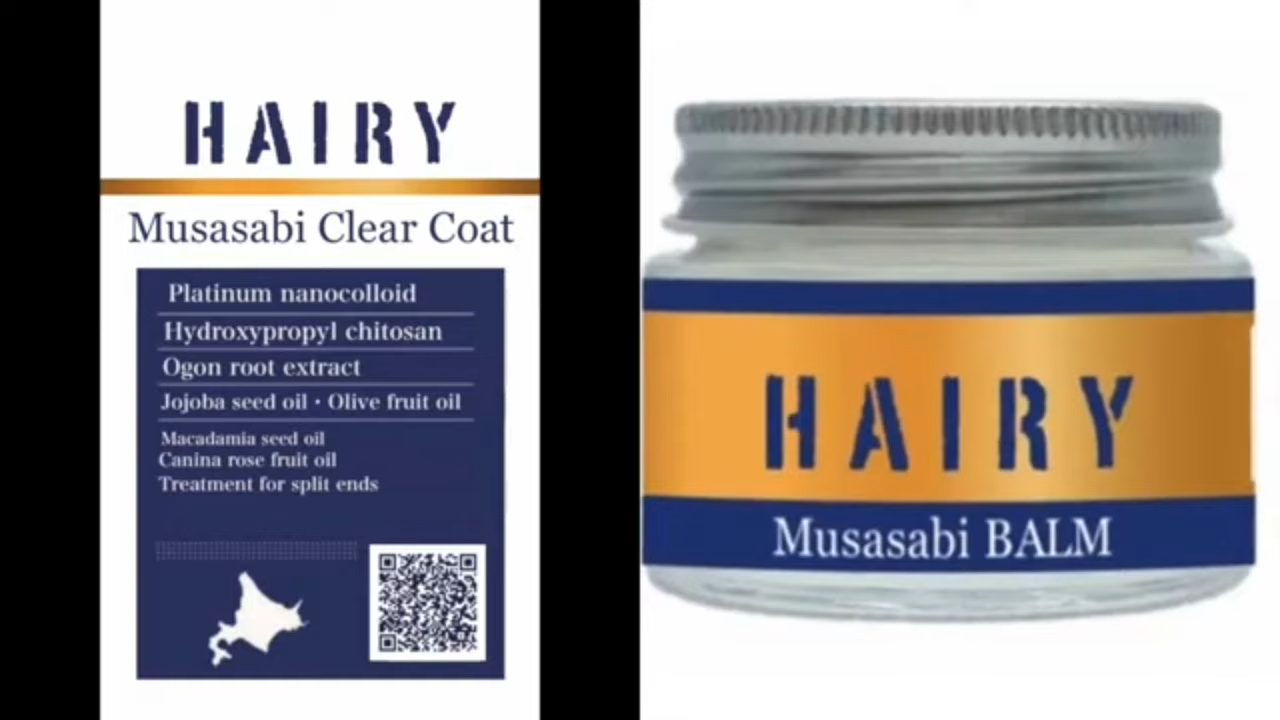 HAIRY
Musasabi Clear Coat
Platinum nanocolloid
Hydroxypropyl chitosan
Ogon root extract
Jojoba seed oil・Olive fruit oil
Macadamia seed oil
Canina rose fruit oil
Treatment for split ends
HAIRY
Musasabi BALM